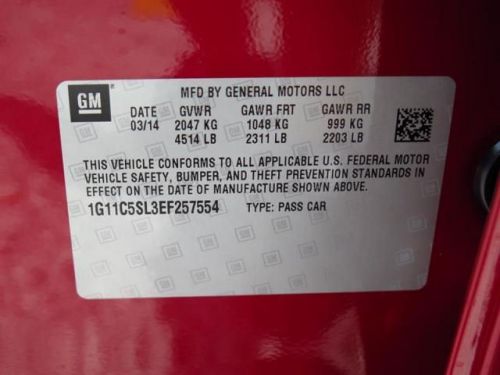 GM
MFD BY GENERAL MOTORS LLC
DATE GVWR GAWR FRT GAWR RR
03/14 2047 KG 1048 KG 999 KG
4514 LB 2311 LB 2203 LB
THIS VEHICLE CONFORMS TO ALL APPLICABLE U.S. FEDERAL MOTOR
VEHICLE SAFETY, BUMPER, AND THEFT PREVENTION STANDARDS IN
EFFECT ON THE DATE OF MANUFACTURE SHOWN ABOVE.
1G11C5SL3EF257554 TYPE: PASS CAR